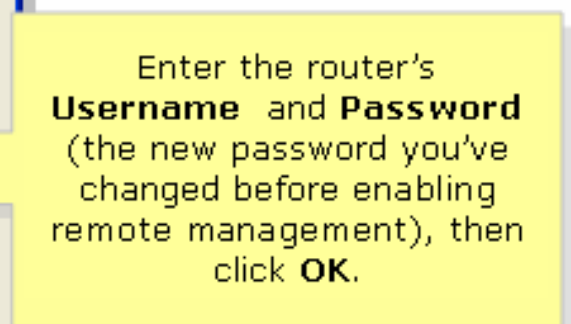 Enter the router's
Username and Password
(the new password you've
changed before enabling
remote management), then
click OK.